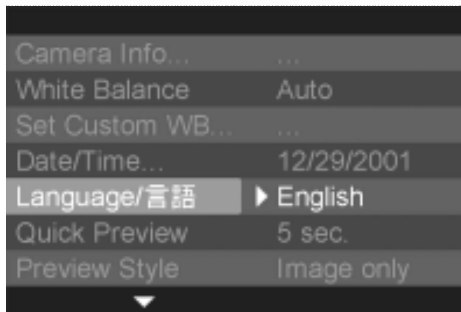 Camera Info... ...
White Balance Auto
Set Custom WB... ...
Date/Time... 12/29/2001
Language/言語 English
Quick Preview 5 sec.
Preview Style Image only